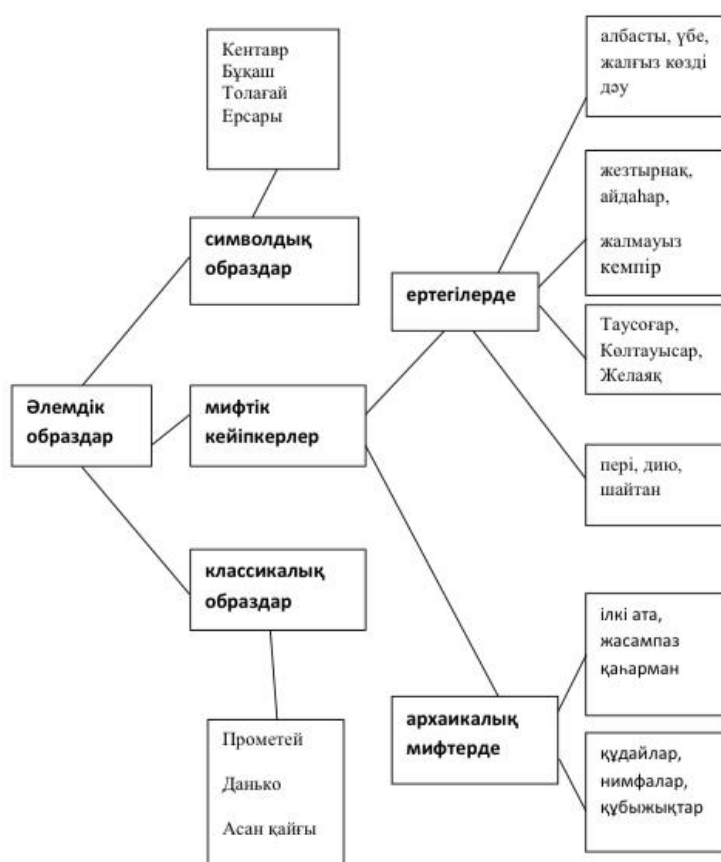 Кентавр
Бұқаш
Толағай
Ерсары
албасты, үбе,
жалғыз көзді
дәу
жезтырнақ,
айдаһар,
жалмауыз
кемпір
символдық
образдар
ертегілерде
Таусоғар,
Көлтауысар,
Желаяқ
Әлемдік
образдар
мифтік
кейіпкерлер
пері, дию,
шайтан
классикалық
образдар
ілкі ата,
жасампаз
қаһарман
архаикалық
мифтерде
Прометей
Данько
Асан қайғы
құдайлар,
нимфалар,
құбыжықтар